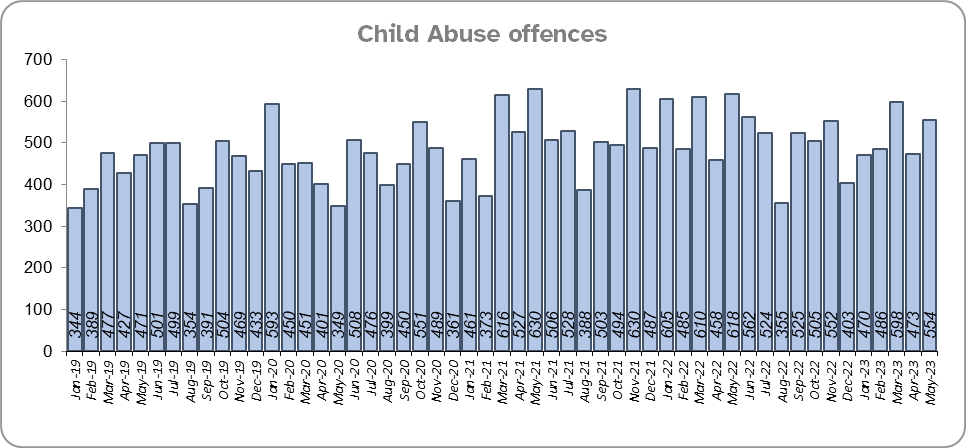 Child Abuse offences
700
600
500
400
300
200
100
0
344
389
477
427
471
501
499
354
391
504
469
433
593
450
451
401
349
508
476
399
450
551
489
361
461
373
616
527
630
506
528
388
503
494
630
487
605
485
610
458
618
562
524
355
525
505
552
403
470
486
598
473
554
Jan-19
Feb-19
Mar-19
Apr-19
May-19
Jun-19
Jul-19
Aug-19
Sep-19
Oct-19
Nov-19
Dec-19
Jan-20
Feb-20
Mar-20
Apr-20
May-20
Jun-20
Jul-20
Aug-20
Sep-20
Oct-20
Nov-20
Dec-20
Jan-21
Feb-21
Mar-21
Apr-21
May-21
Jun-21
Jul-21
Aug-21
Sep-21
Oct-21
Nov-21
Dec-21
Jan-22
Feb-22
Mar-22
Apr-22
May-22
Jun-22
Jul-22
Aug-22
Sep-22
Oct-22
Nov-22
Dec-22
Jan-23
Feb-23
Mar-23
Apr-23
May-23